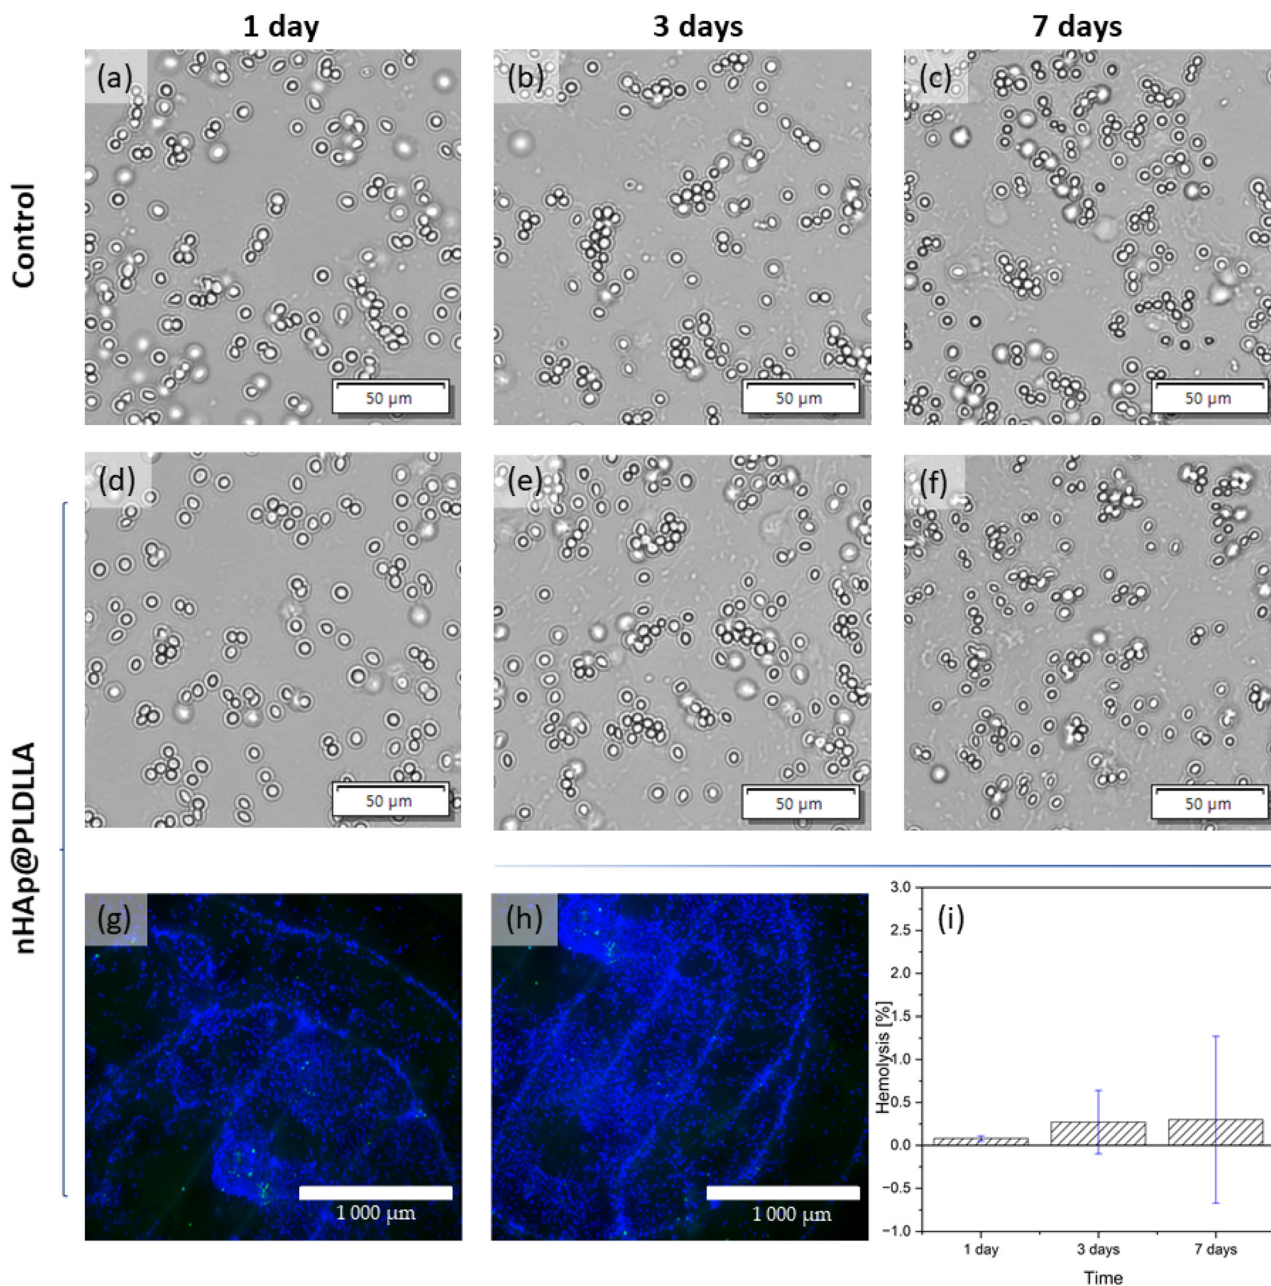 1 day
3 days
7 days
Control
(a)
(b)
(c)
50 µm
50 µm
50 µm
nHAp@PLDLLA
(d)
(e)
(f)
50 µm
50 µm
50 µm
(g)
(h)
(i)
1 000 µm
1 000 µm
Hemolysis [%]
3.0
2.5
2.0
1.5
1.0
0.5
0.0
−0.5
−1.0
1 day
3 days
7 days
Time